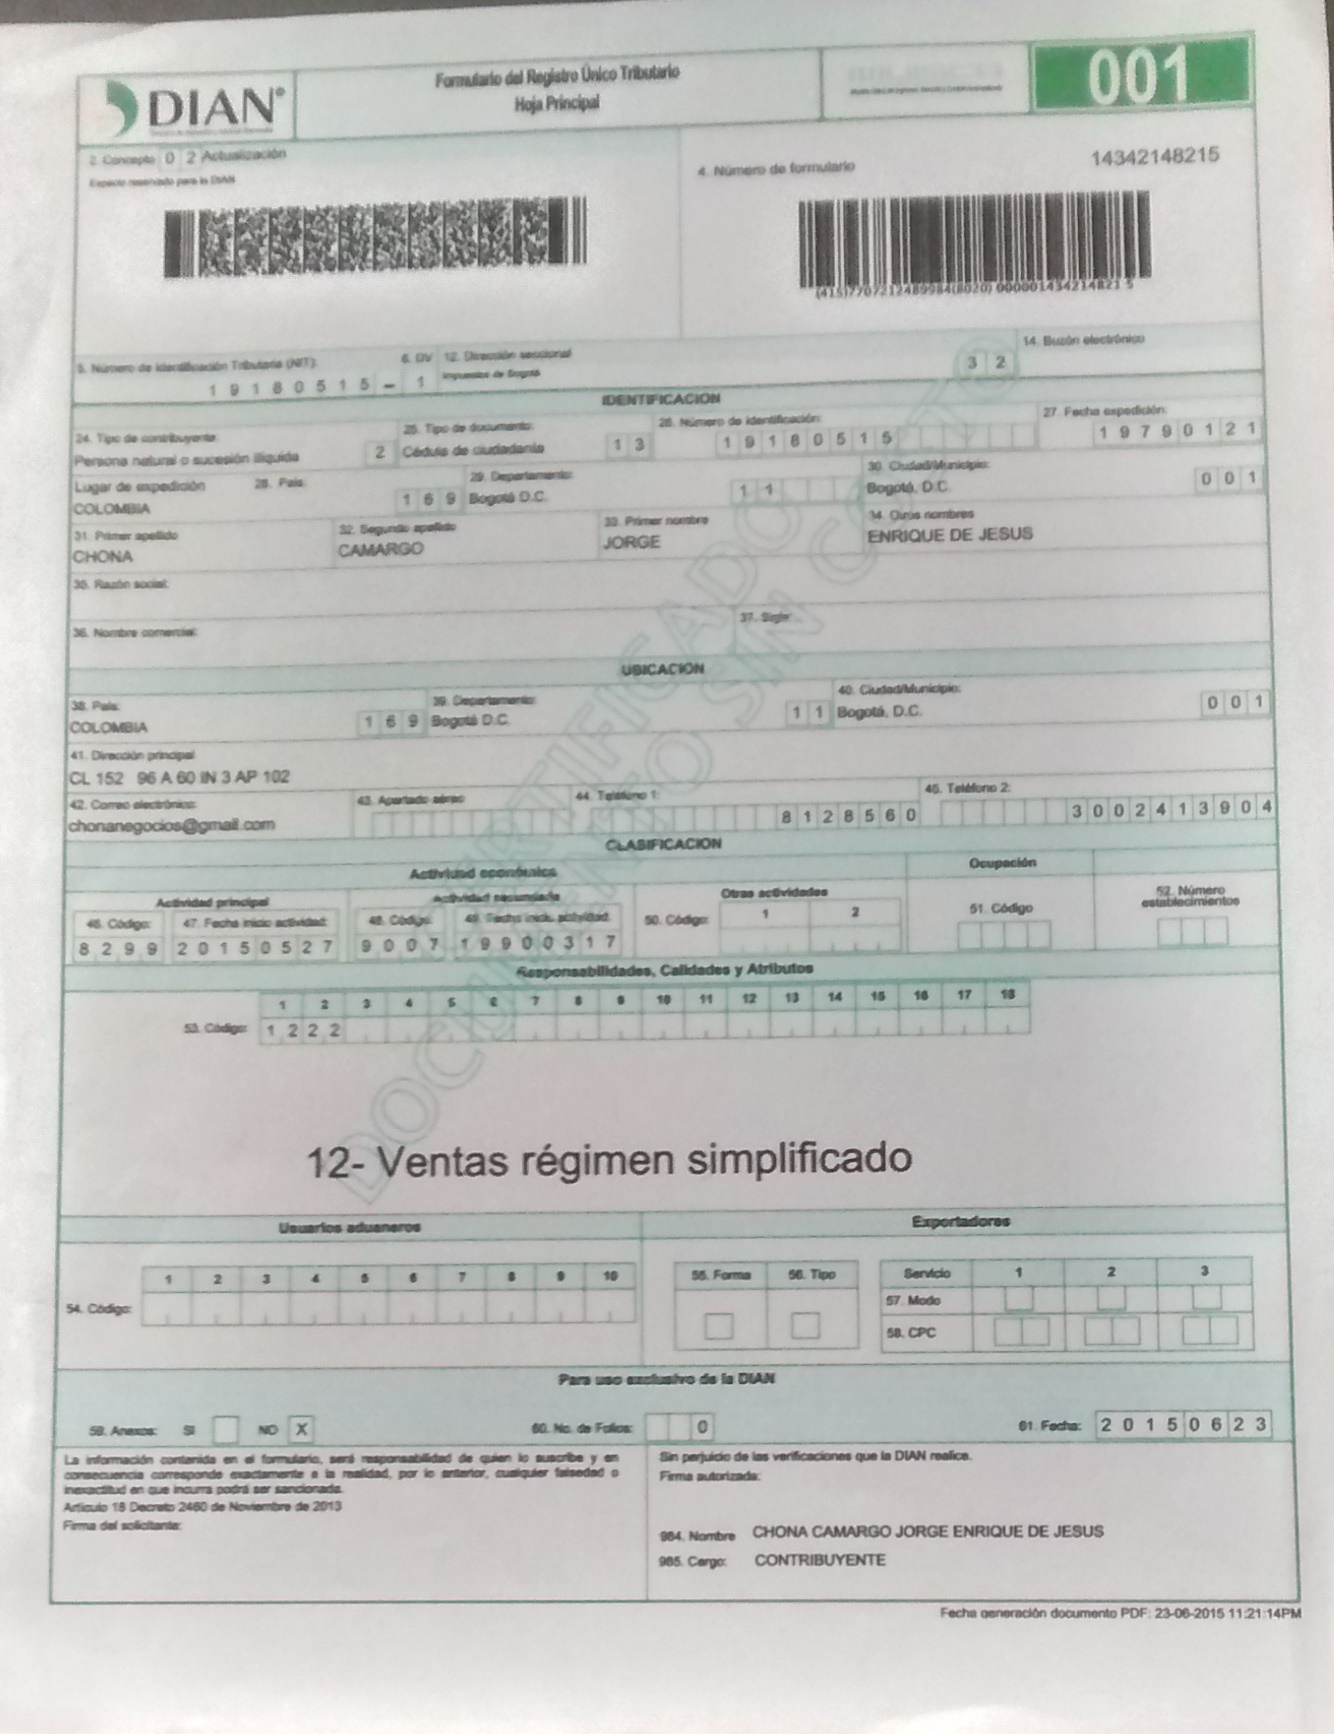 DIAN®
Formulario del Registro Único Tributario
Hoja Principal
001
2. Concepto 0 2 Actualización
Espacio reservado para la DIAN
4. Número de formulario
14342148215
(415)7707212489984(8020) 000001434214821 5
5. Número de Identificación Tributaria (NIT):
6. DV
12. Dirección seccional
14. Buzón electrónico
1 9 1 8 0 5 1 5 – 1
Impuestos de Bogotá
3 2
IDENTIFICACION
24. Tipo de contribuyente:
25. Tipo de documento:
26. Número de identificación:
27. Fecha expedición:
Persona natural o sucesión ilíquida
2
Cédula de ciudadanía
1 3
1 9 1 8 0 5 1 5
1 9 7 9 0 1 2 1
Lugar de expedición
28. País:
29. Departamento:
30. Ciudad/Municipio:
COLOMBIA
1 6 9
Bogotá D.C.
1 1
Bogotá, D.C.
0 0 1
31. Primer apellido
32. Segundo apellido
33. Primer nombre
34. Otros nombres
CHONA
CAMARGO
JORGE
ENRIQUE DE JESUS
35. Razón social:
36. Nombre comercial:
37. Sigla:
UBICACION
38. País:
39. Departamento:
40. Ciudad/Municipio:
COLOMBIA
1 6 9
Bogotá D.C.
1 1
Bogotá, D.C.
0 0 1
41. Dirección principal
CL 152 96 A 60 IN 3 AP 102
42. Correo electrónico:
43. Apartado aéreo
44. Teléfono 1:
45. Teléfono 2:
chonanegocios@gmail.com
8 1 2 8 5 6 0
3 0 0 2 4 1 3 9 0 4
CLASIFICACION
Actividad económica
Ocupación
Actividad principal
Actividad secundaria
Otras actividades
52. Número establecimientos
46. Código:
47. Fecha inicio actividad:
48. Código:
49. Fecha inicio actividad:
50. Código:
1 2
51. Código
8 2 9 9
2 0 1 5 0 5 2 7
9 0 0 7
1 9 9 0 0 3 1 7
Responsabilidades, Calidades y Atributos
1 2 3 4 5 6 7 8 9 10 11 12 13 14 15 16 17 18
53. Código: 1 2 2 2
12- Ventas régimen simplificado
DOCUMENTO SIN COSTO
CERTIFICADO
Usuarios aduaneros
Exportadores
1 2 3 4 5 6 7 8 9 10
54. Código:
55. Forma
56. Tipo
Servicio 1 2 3
57. Modo
58. CPC
Para uso exclusivo de la DIAN
59. Anexos: SI NO X
60. No. de Folios: 0
61. Fecha: 2 0 1 5 0 6 2 3
La información contenida en el formulario, será responsabilidad de quien lo suscribe y en
consecuencia corresponde exactamente a la realidad, por lo anterior, cualquier falsedad o
inexactitud en que incurra podrá ser sancionada.
Artículo 18 Decreto 2460 de Noviembre de 2013
Firma del solicitante:
Sin perjuicio de las verificaciones que la DIAN realice.
Firma autorizada:
984. Nombre CHONA CAMARGO JORGE ENRIQUE DE JESUS
985. Cargo: CONTRIBUYENTE
Fecha generación documento PDF: 23-06-2015 11:21:14PM